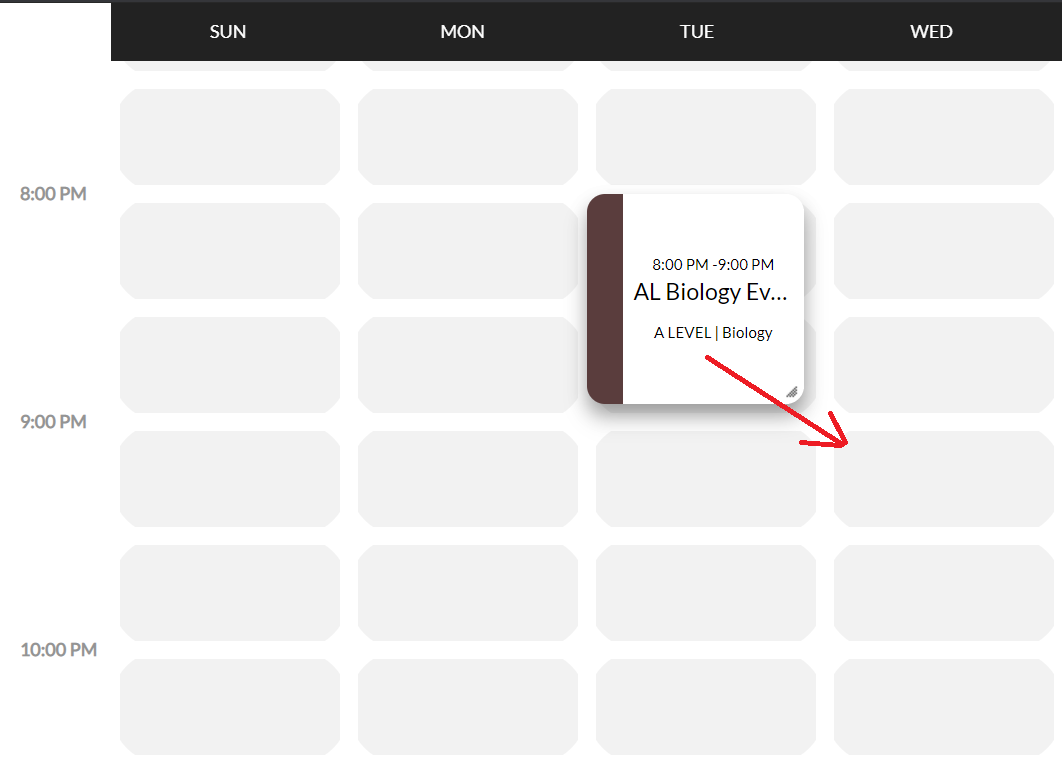 SUN MON TUE WED
8:00 PM
8:00 PM -9:00 PM
AL Biology Ev...
A LEVEL | Biology
9:00 PM
10:00 PM